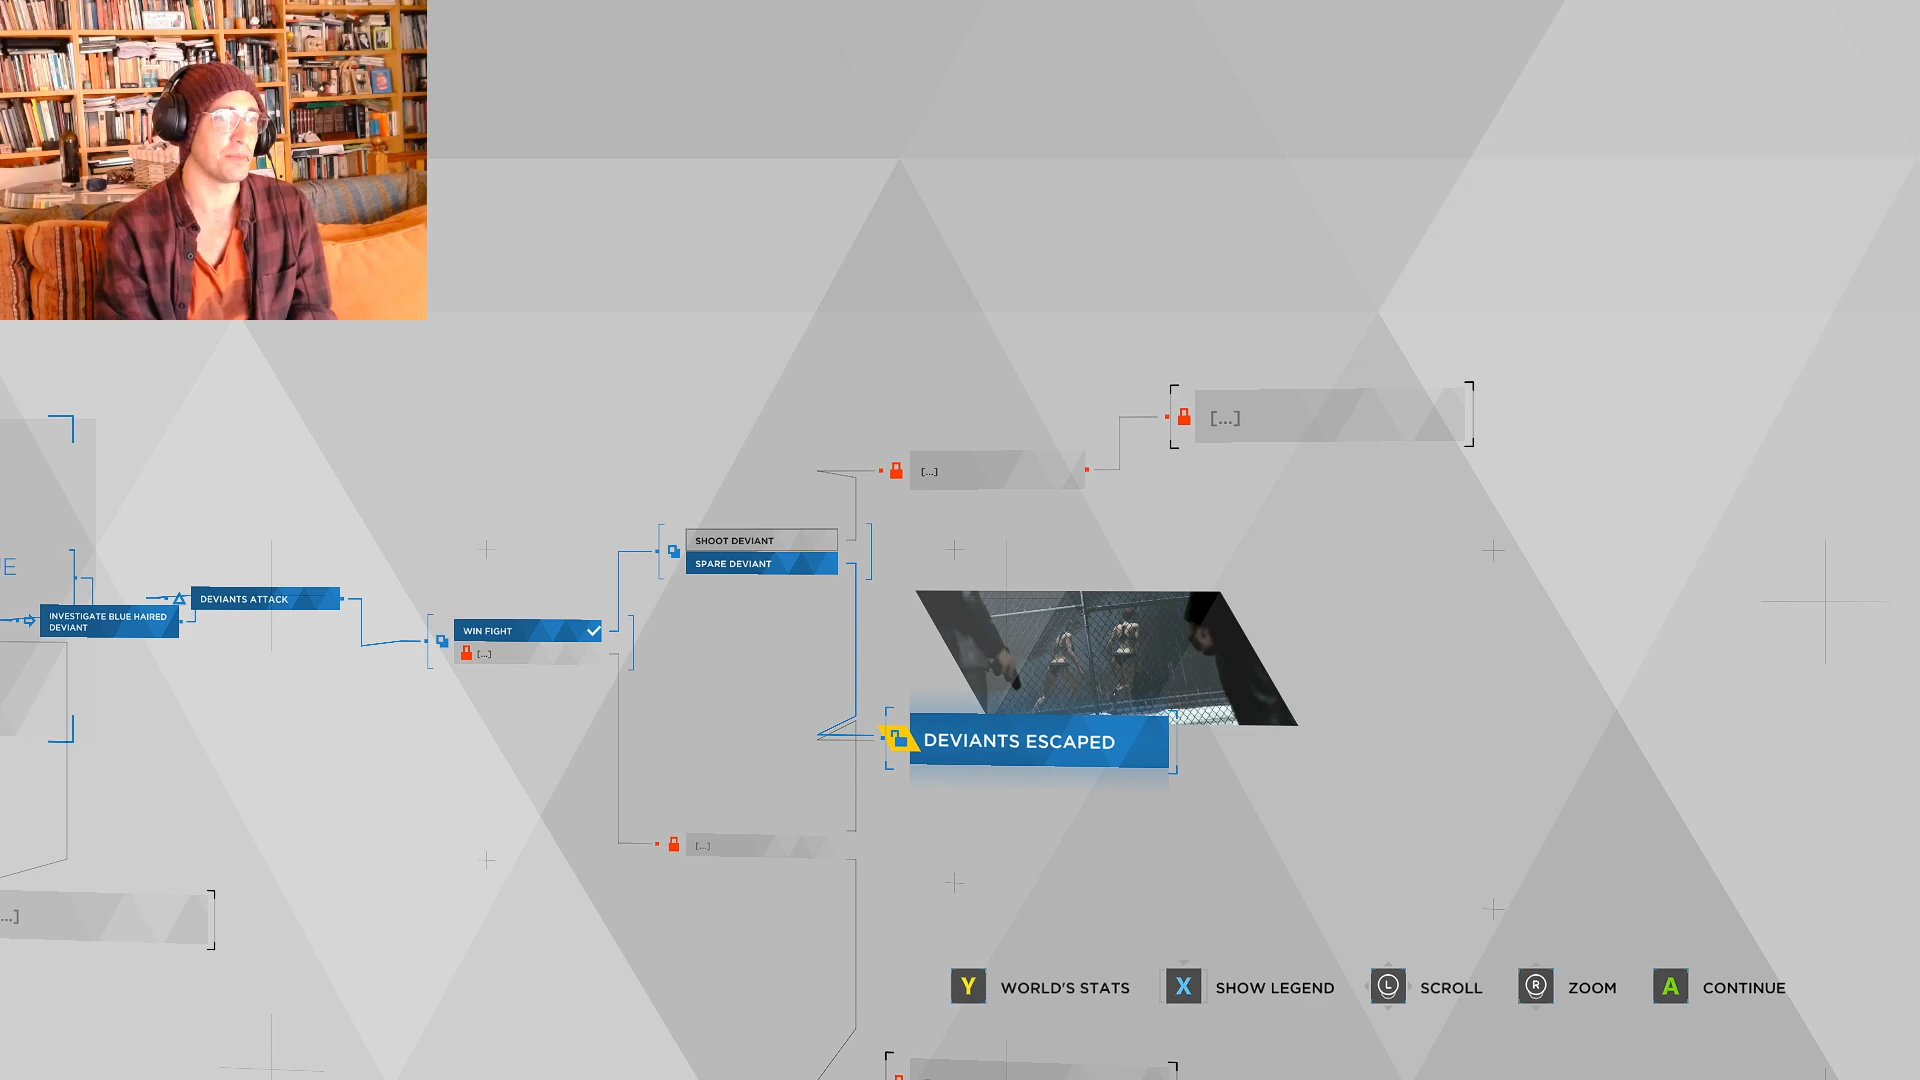 [...]
[...]
SHOOT DEVIANT
SPARE DEVIANT
E
DEVIANTS ATTACK
INVESTIGATE BLUE HAIRED
DEVIANT
WIN FIGHT
[...]
DEVIANTS ESCAPED
[...]
...]
Y WORLD'S STATS X SHOW LEGEND L SCROLL R ZOOM A CONTINUE